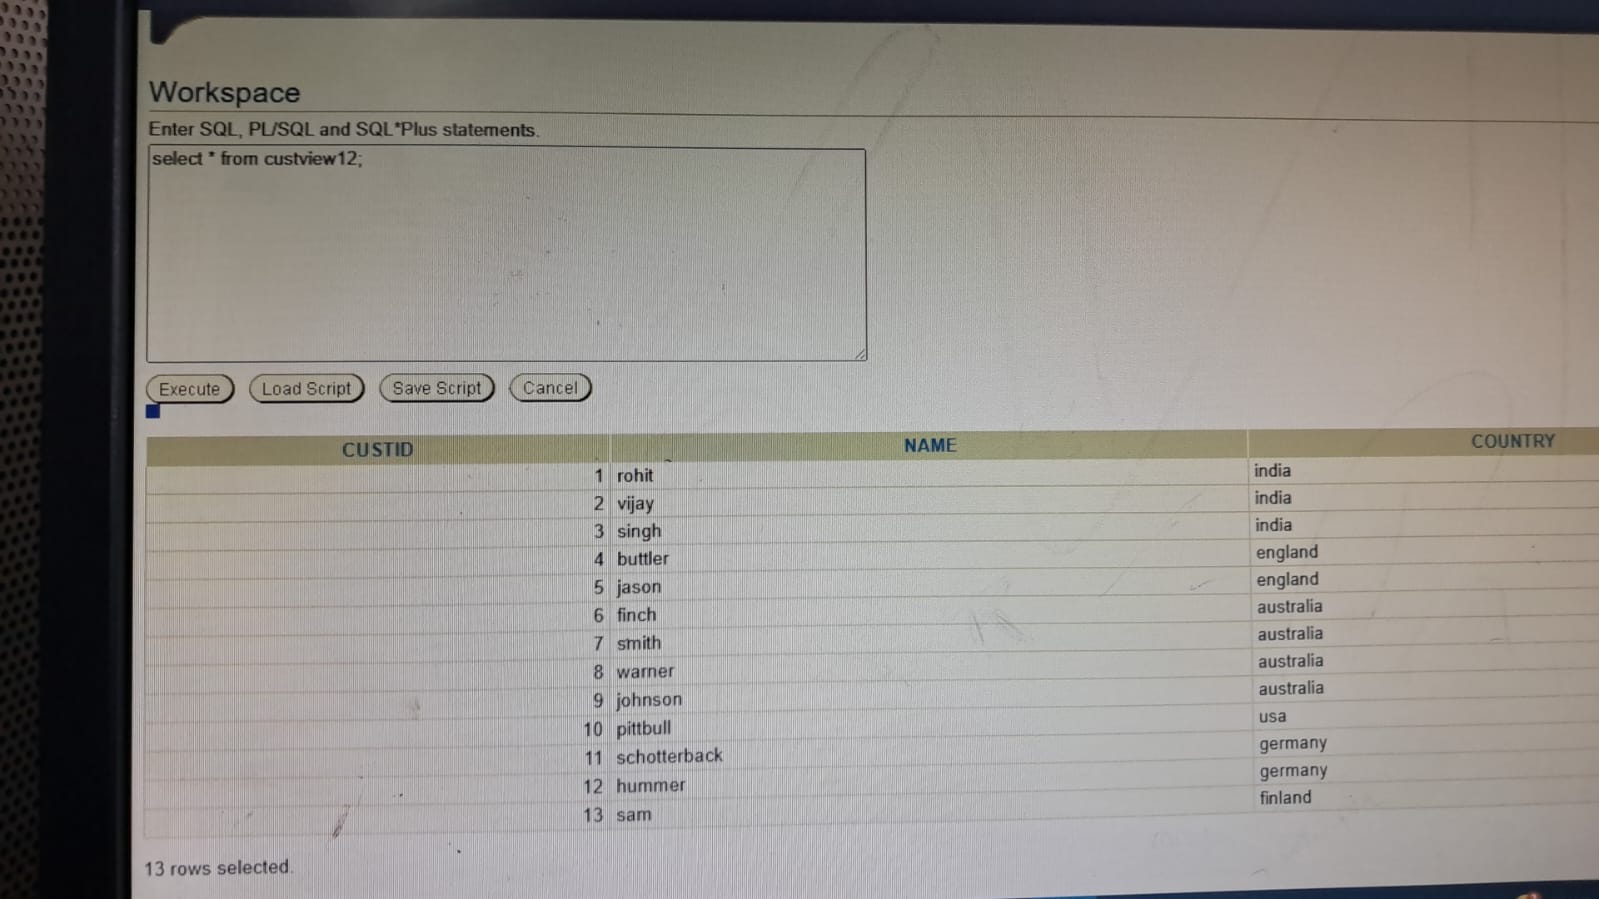 Workspace
Enter SQL, PL/SQL and SQL*Plus statements.
select * from custview12;
Execute Load Script Save Script Cancel
CUSTID NAME COUNTRY
1 rohit india
2 vijay india
3 singh india
4 buttler england
5 jason england
6 finch australia
7 smith australia
8 warner australia
9 johnson australia
10 pittbull usa
11 schotterback germany
12 hummer germany
13 sam finland
13 rows selected.